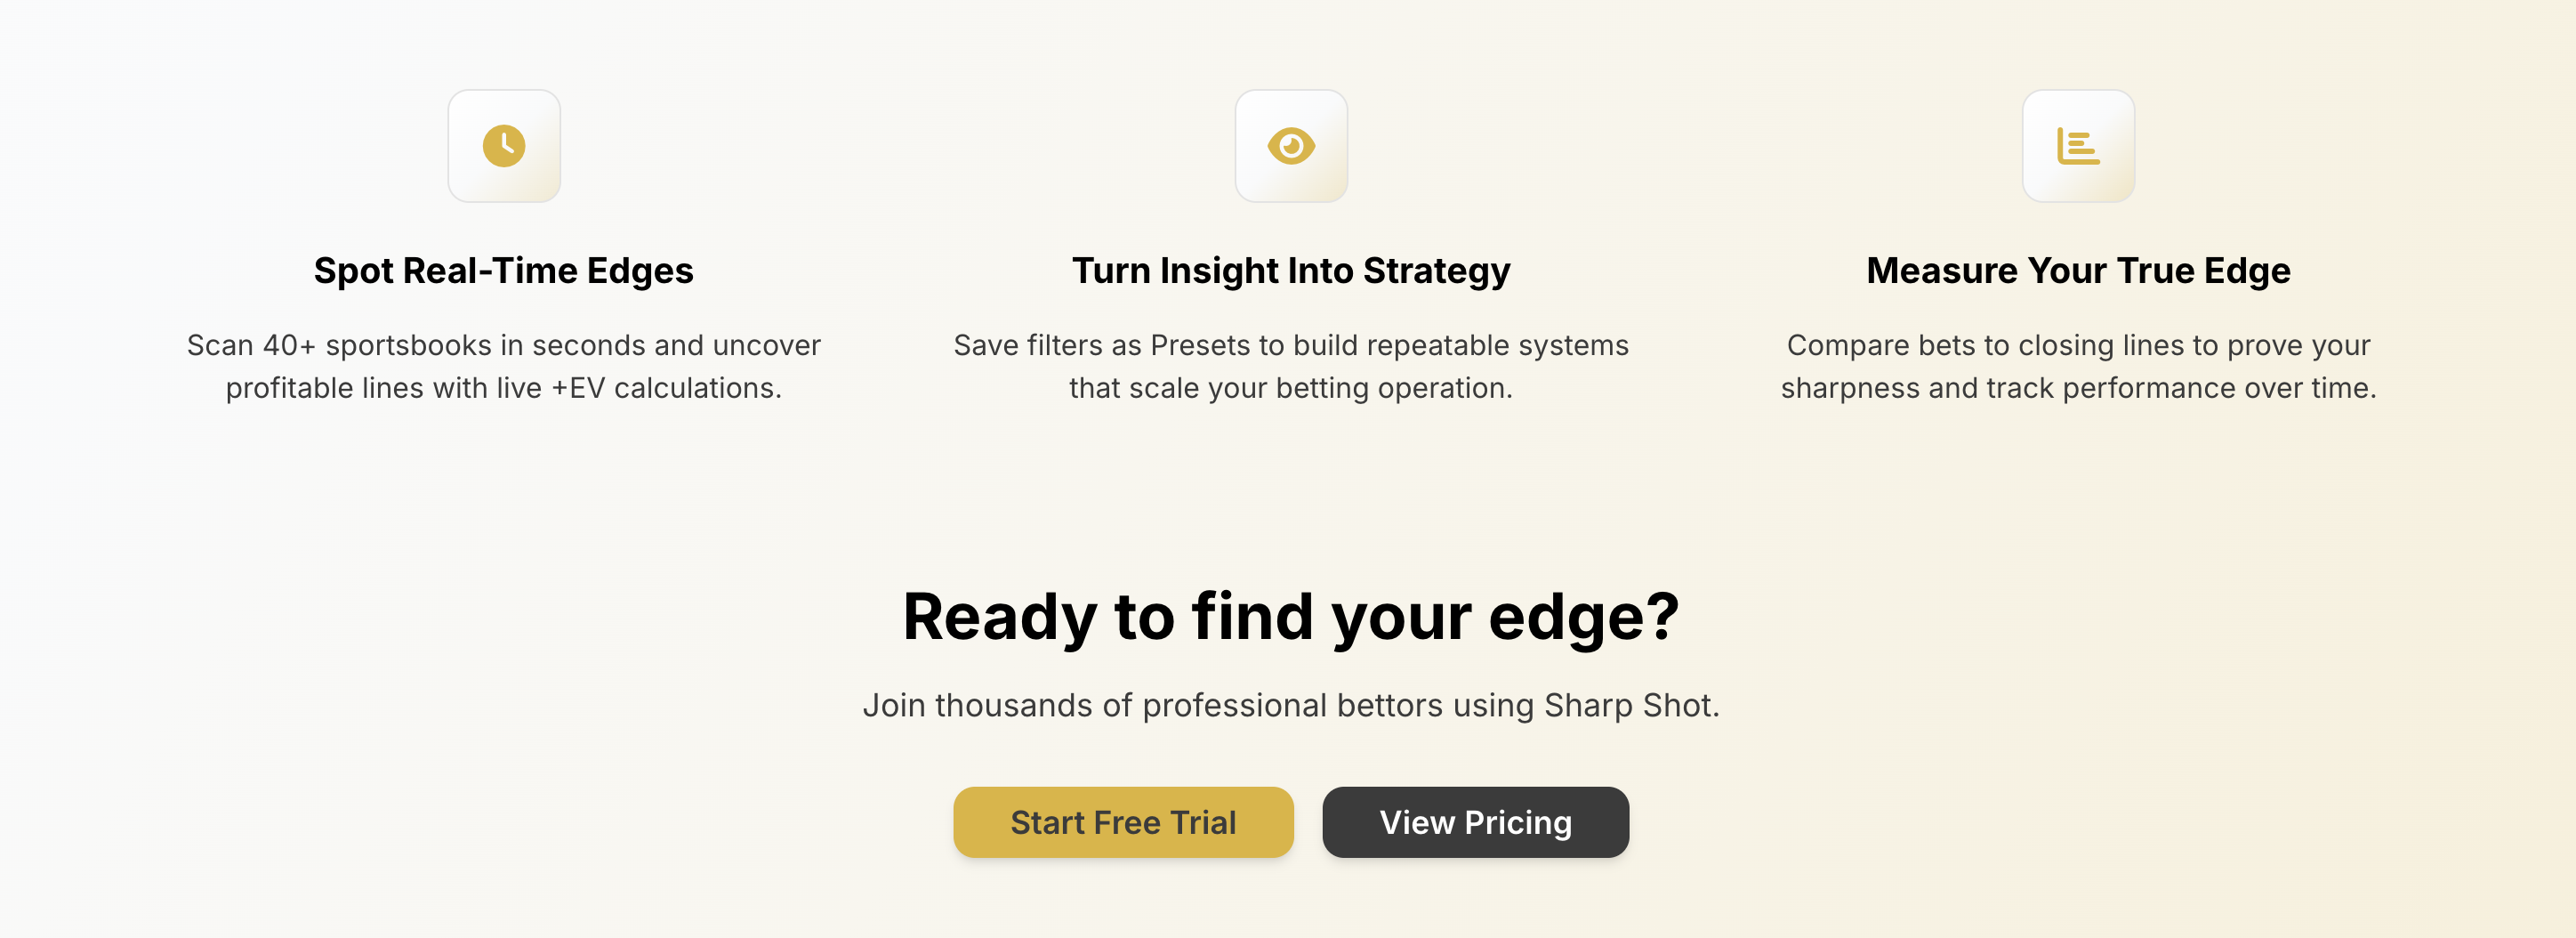 Spot Real-Time Edges
Scan 40+ sportsbooks in seconds and uncover
profitable lines with live +EV calculations.
Turn Insight Into Strategy
Save filters as Presets to build repeatable systems
that scale your betting operation.
Measure Your True Edge
Compare bets to closing lines to prove your
sharpness and track performance over time.
Ready to find your edge?
Join thousands of professional bettors using Sharp Shot.
Start Free Trial
View Pricing